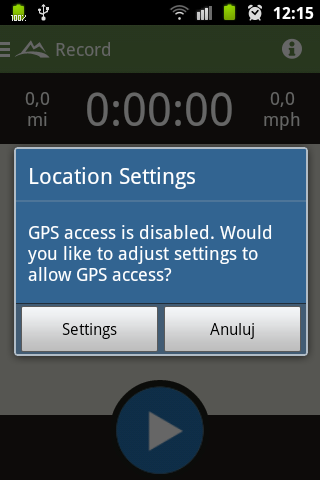 100%
12:15
Record
0,0
mi
0:00:00
0,0
mph
Location Settings
GPS access is disabled. Would
you like to adjust settings to
allow GPS access?
Settings
Anuluj